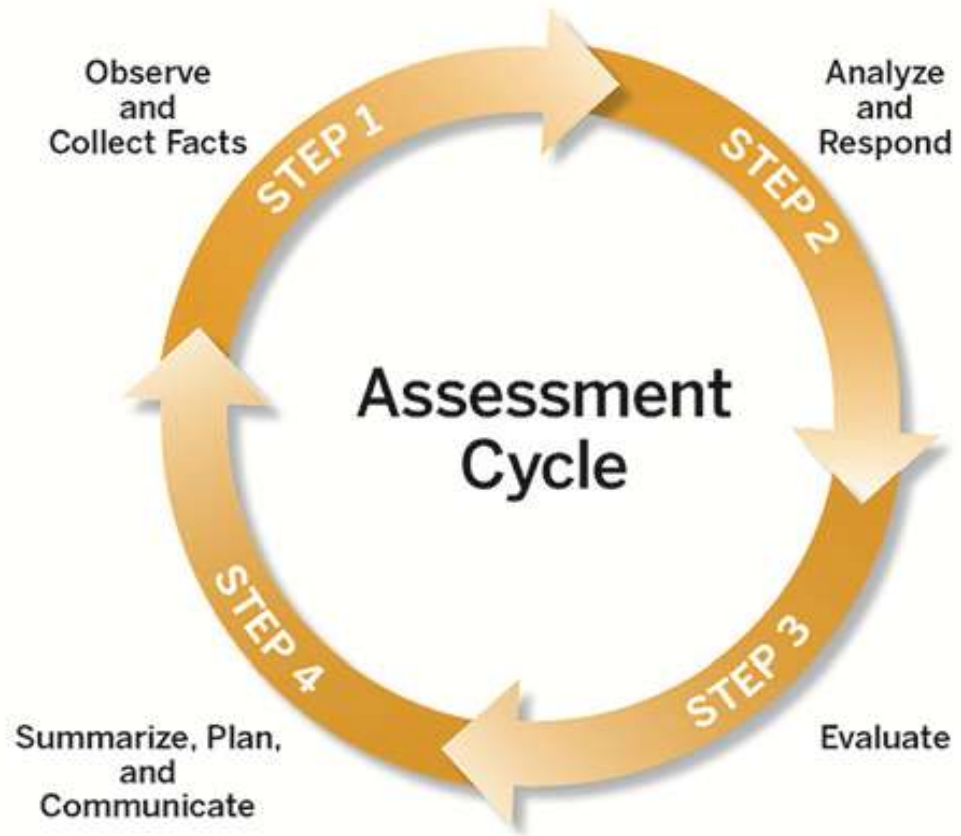 Observe
and
Collect Facts
STEP 1
Analyze
and
Respond
STEP 2
Assessment
Cycle
STEP 3
Evaluate
STEP 4
Summarize, Plan,
and
Communicate